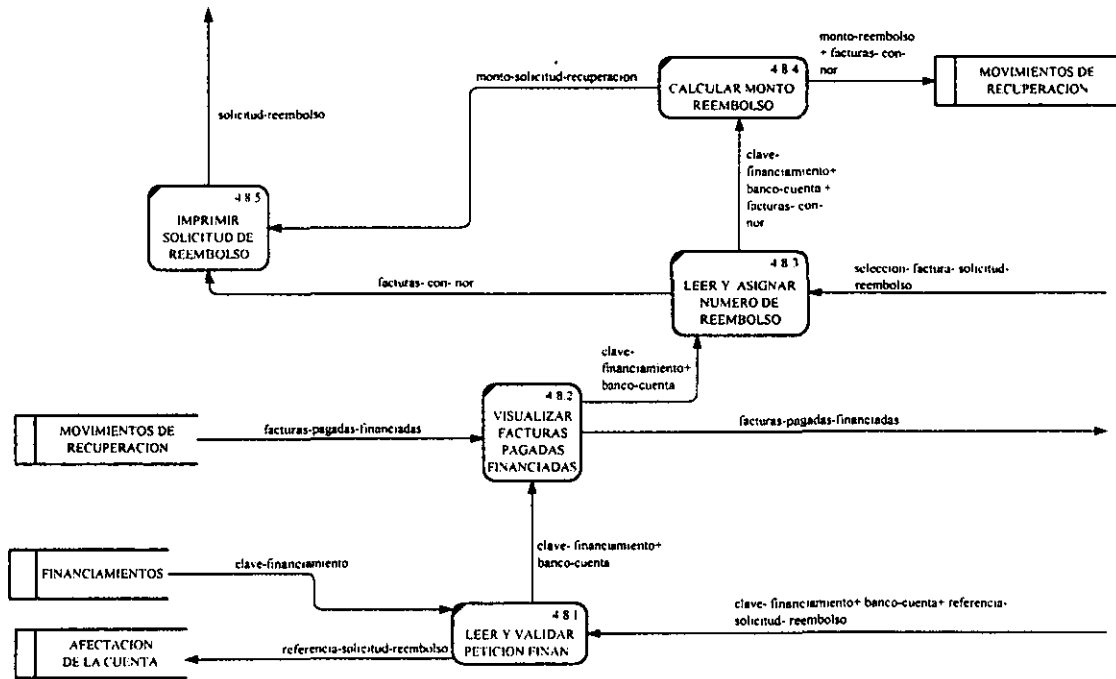 monto-reembolso
+ facturas- con-
nor
4 8 4
CALCULAR MONTO
REEMBOLSO
MOVIMIENTOS DE
RECUPERACION
monto-solicitud-recuperacion
solicitud-reembolso
clave-
financiamiento+
banco-cuenta +
facturas- con-
nor
4 8 5
IMPRIMIR
SOLICITUD DE
REEMBOLSO
4 8 3
LEER Y ASIGNAR
NUMERO DE
REEMBOLSO
seleccion- factura- solicitud-
reembolso
facturas- con- nor
clave-
financiamiento+
banco-cuenta
4 8.2
VISUALIZAR
FACTURAS
PAGADAS
FINANCIADAS
MOVIMIENTOS DE
RECUPERACION
facturas-pagadas-financiadas
facturas-pagadas-financiadas
clave- financiamiento+
banco-cuenta
FINANCIAMIENTOS
clave-financiamiento
4 8 1
LEER Y VALIDAR
PETICION FINAN
clave- financiamiento+ banco-cuenta+ referencia-
solicitud- reembolso
AFECTACION
DE LA CUENTA
referencia-solicitud-reembolso